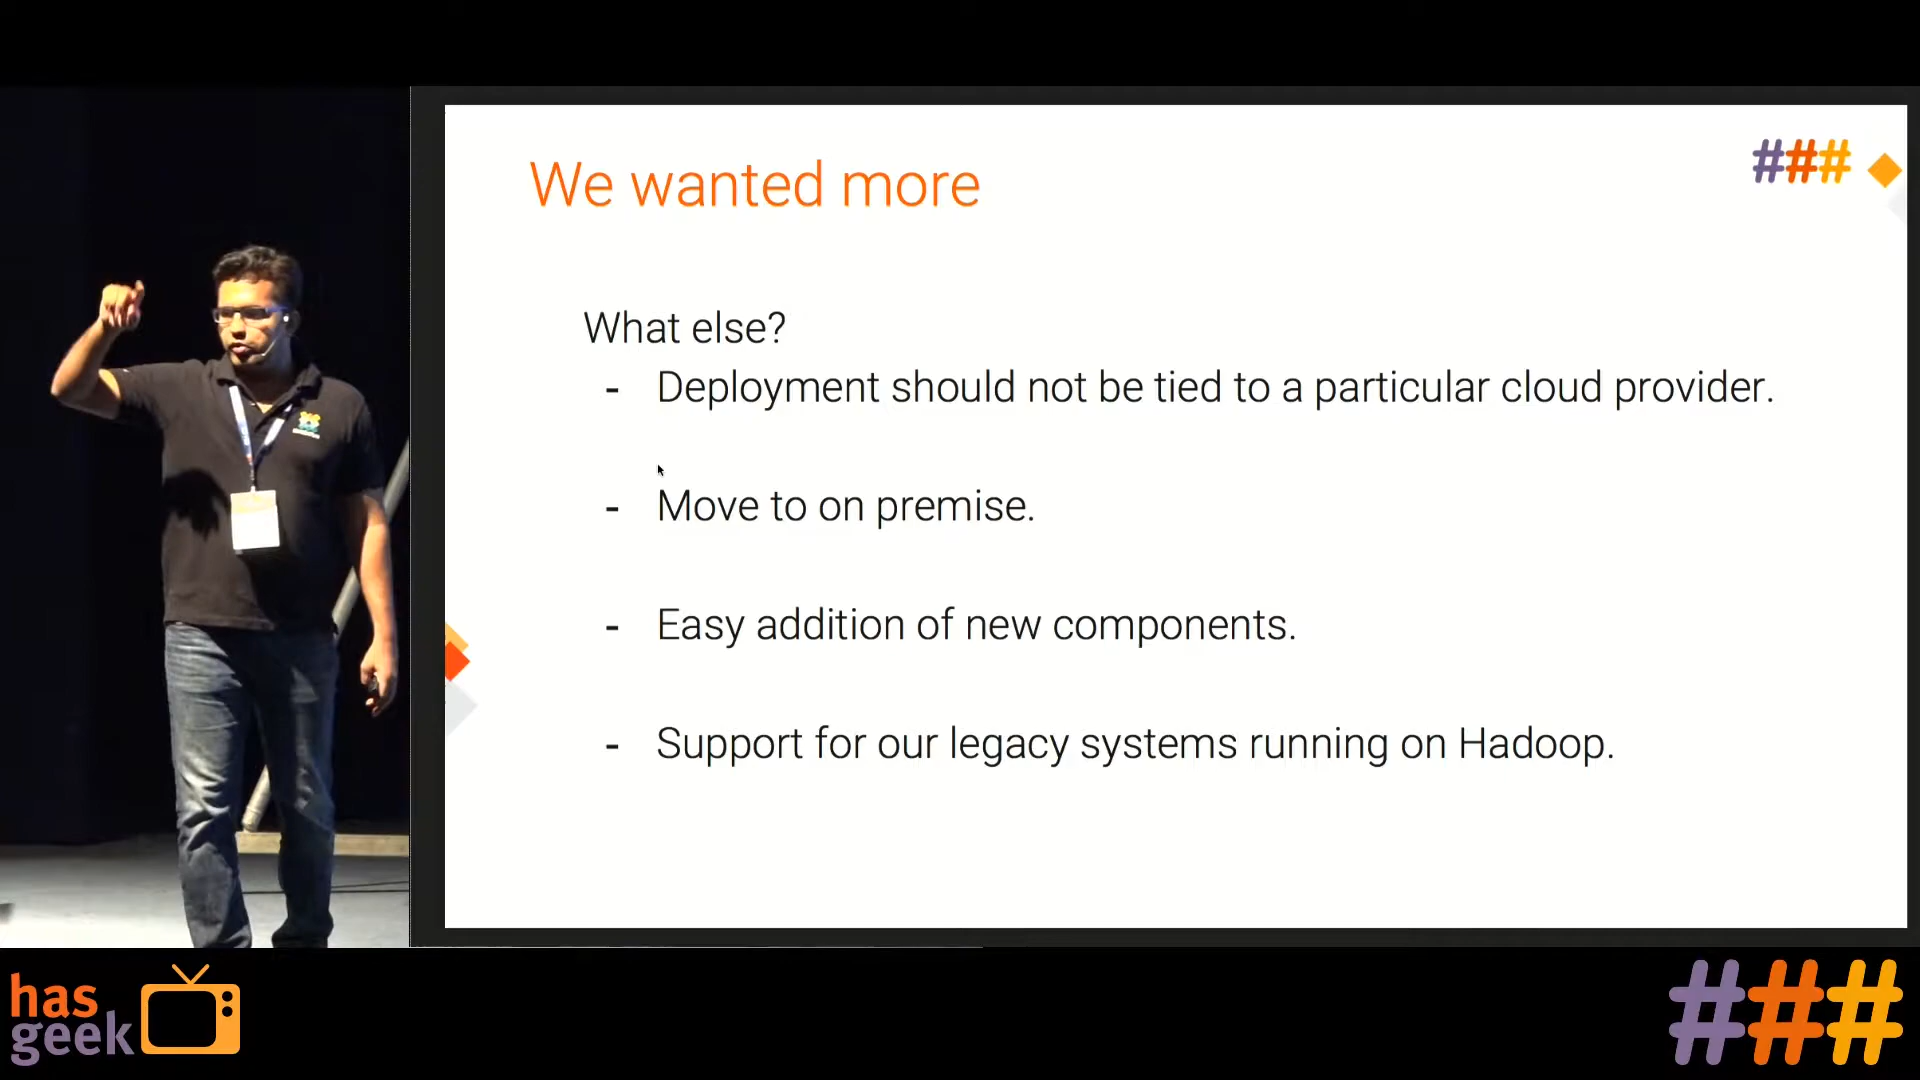 We wanted more
###
What else?
- Deployment should not be tied to a particular cloud provider.
- Move to on premise.
- Easy addition of new components.
- Support for our legacy systems running on Hadoop.
has
geek
###